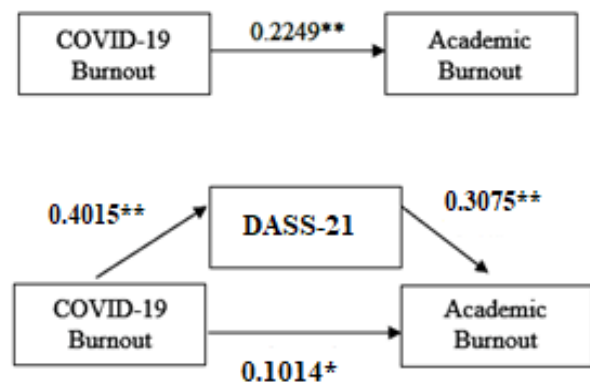 COVID-19
Burnout
0.2249**
Academic
Burnout
0.4015**
DASS-21
0.3075**
COVID-19
Burnout
0.1014*
Academic
Burnout